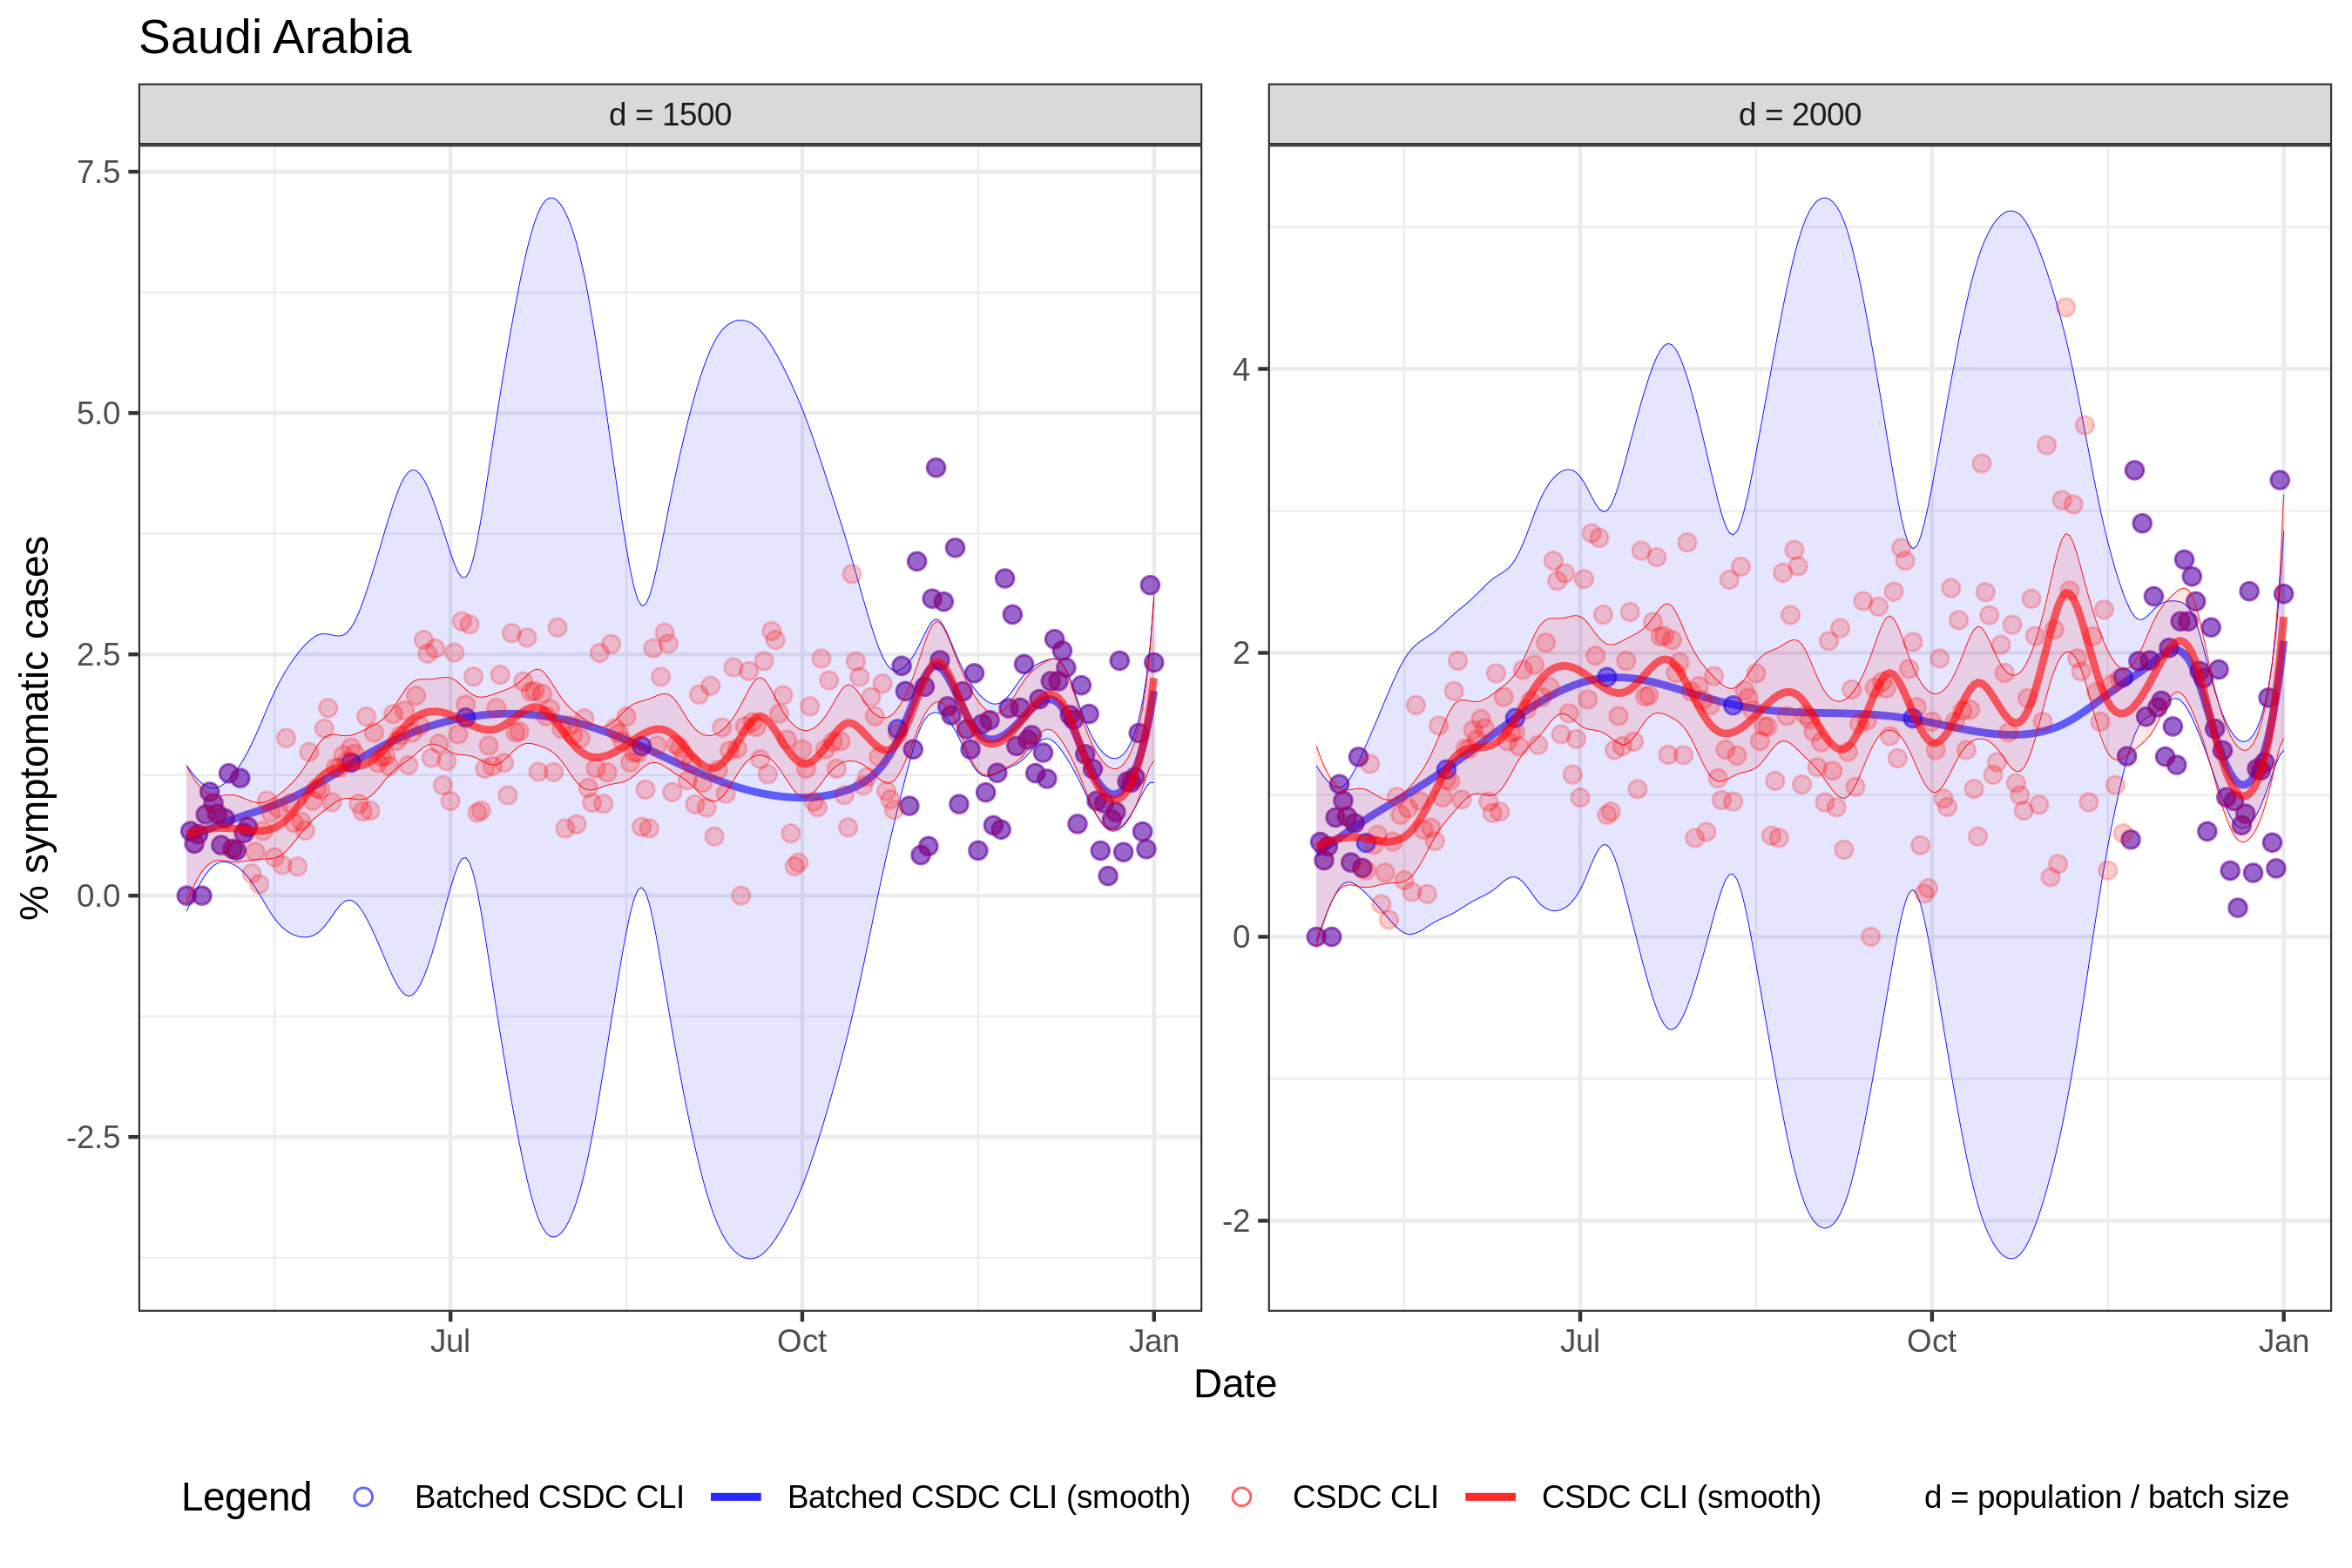 Saudi Arabia
d = 1500
d = 2000
% symptomatic cases
7.5
5.0
2.5
0.0
-2.5
4
2
0
-2
Jul
Oct
Jan
Jul
Oct
Jan
Date
Legend Batched CSDC CLI Batched CSDC CLI (smooth) CSDC CLI CSDC CLI (smooth) d = population / batch size